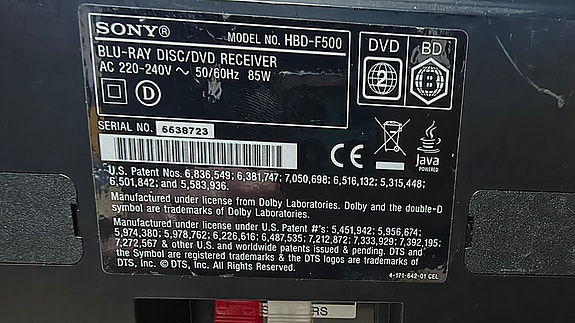 SONY®
MODEL NO. HBD-F500
BLU-RAY DISC/DVD RECEIVER
AC 220-240V ~ 50/60Hz 85W
D
DVD
BD
2
B
SERIAL NO. 5538723
CE
Java
POWERED
U.S. Patent Nos. 6,836,549; 6,381,747; 7,050,698; 6,516,132; 5,315,448;
6,501,842; and 5,583,936.
Manufactured under license from Dolby Laboratories. Dolby and the double-D
symbol are trademarks of Dolby Laboratories.
Manufactured under license under U.S. Patent #'s: 5,451,942; 5,956,674;
5,974,380; 5,978,762; 6,226,616; 6,487,535; 7,212,872; 7,333,929; 7,392,195;
7,272,567 & other U.S. and worldwide patents issued & pending. DTS and
the Symbol are registered trademarks & the DTS logos are trademarks of
DTS, Inc. © DTS, Inc. All Rights Reserved.
4-171-642-01 CEL